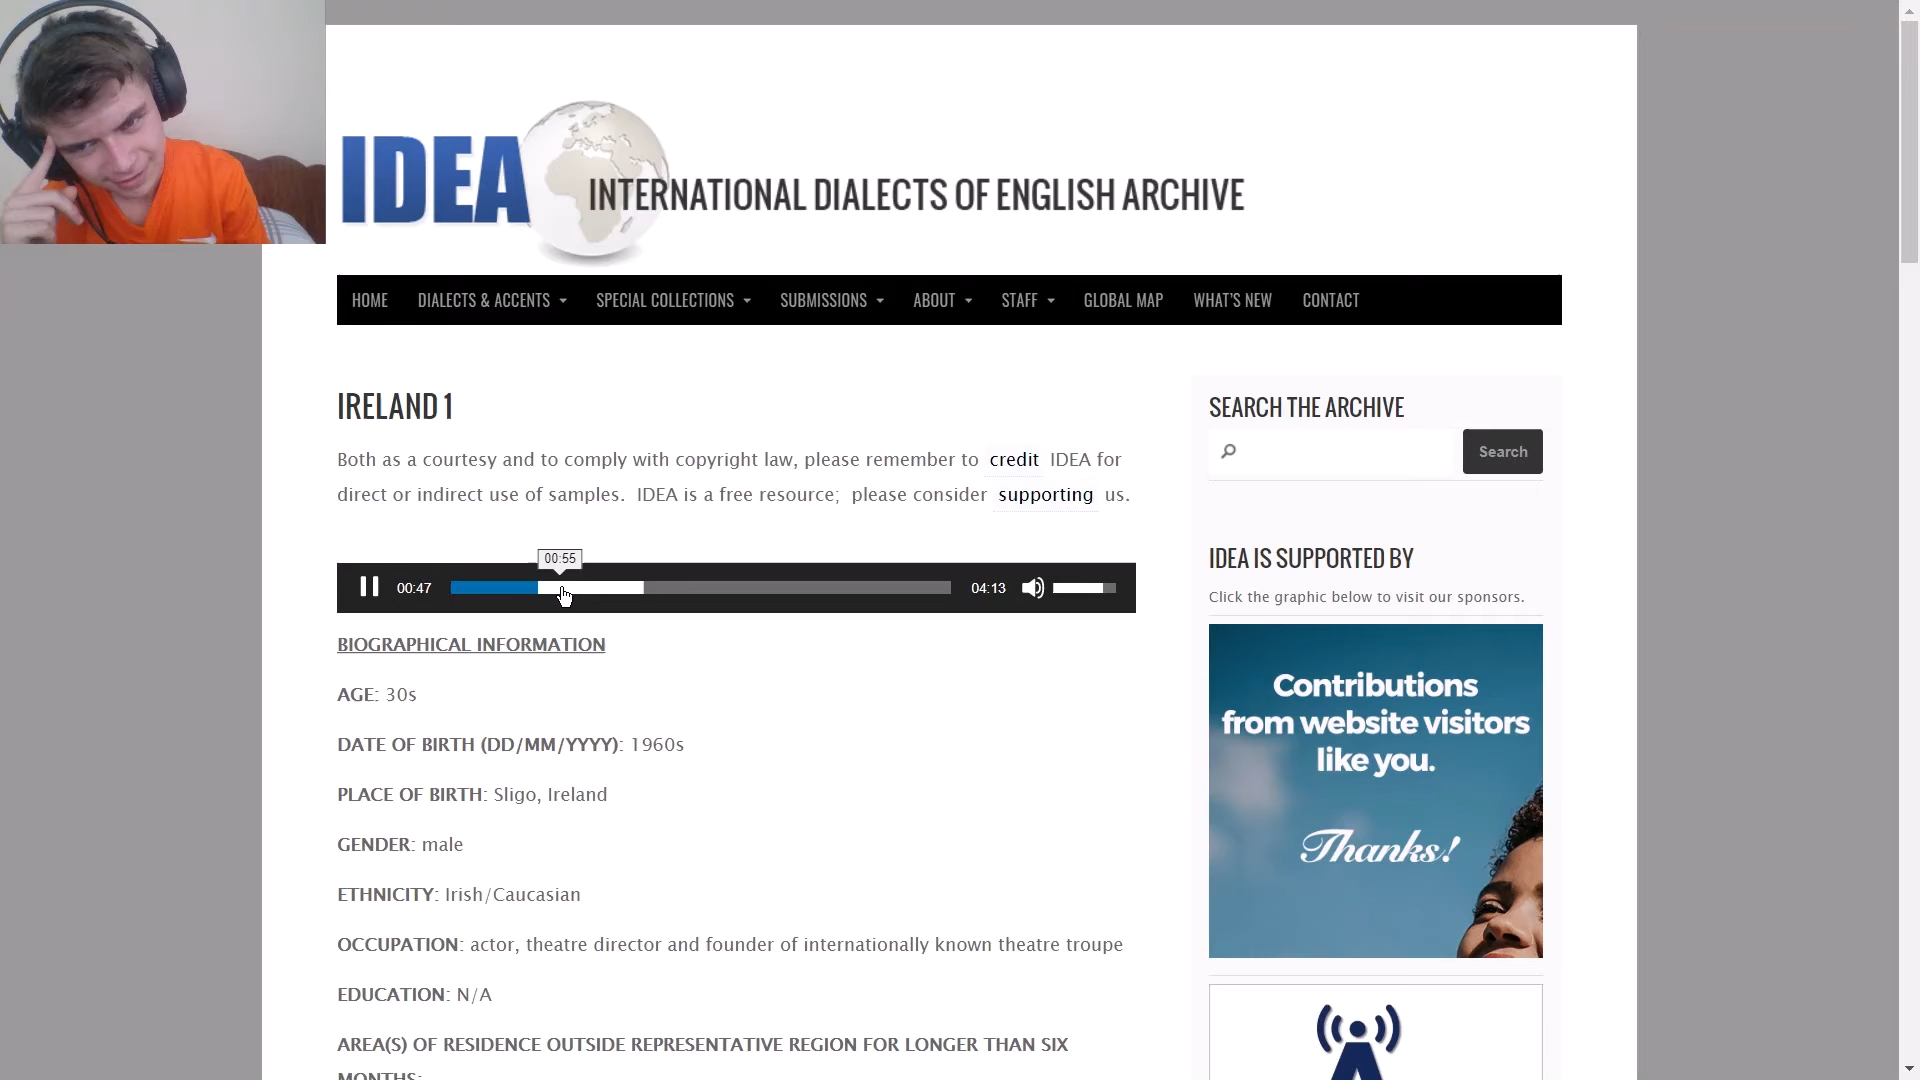 IDEA
INTERNATIONAL DIALECTS OF ENGLISH ARCHIVE
HOME DIALECTS & ACCENTS SPECIAL COLLECTIONS SUBMISSIONS ABOUT STAFF GLOBAL MAP WHAT'S NEW CONTACT
IRELAND 1
Both as a courtesy and to comply with copyright law, please remember to credit IDEA for
direct or indirect use of samples. IDEA is a free resource; please consider supporting us.
00:55
00:47 04:13
BIOGRAPHICAL INFORMATION
AGE: 30s
DATE OF BIRTH (DD/MM/YYYY): 1960s
PLACE OF BIRTH: Sligo, Ireland
GENDER: male
ETHNICITY: Irish/Caucasian
OCCUPATION: actor, theatre director and founder of internationally known theatre troupe
EDUCATION: N/A
AREA(S) OF RESIDENCE OUTSIDE REPRESENTATIVE REGION FOR LONGER THAN SIX
MONTHS:
SEARCH THE ARCHIVE
Search
IDEA IS SUPPORTED BY
Click the graphic below to visit our sponsors.
Contributions
from website visitors
like you.
Thanks!